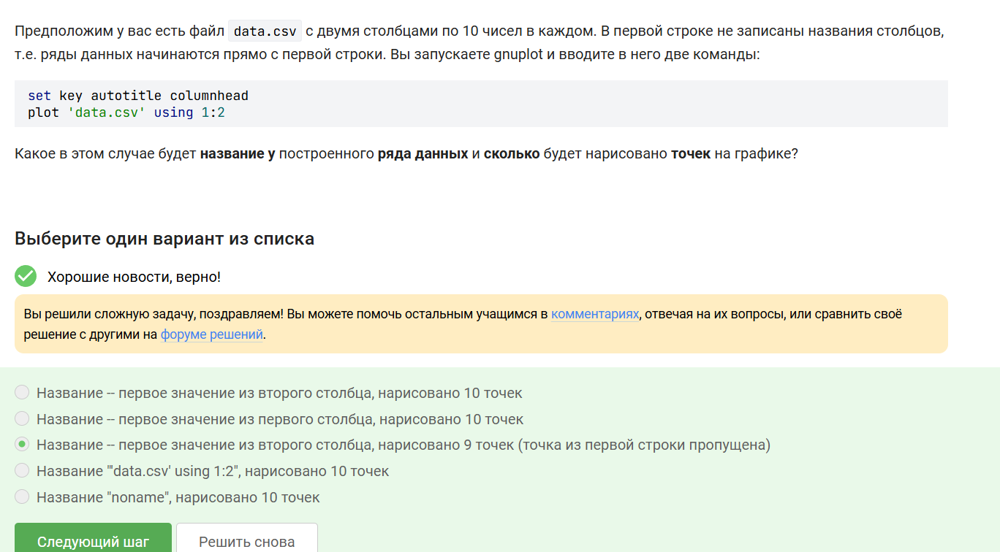 Предположим у вас есть файл data.csv с двумя столбцами по 10 чисел в каждом. В первой строке не записаны названия столбцов,
т.е. ряды данных начинаются прямо с первой строки. Вы запускаете gnuplot и вводите в него две команды:
set key autotitle columnhead
plot 'data.csv' using 1:2
Какое в этом случае будет название у построенного ряда данных и сколько будет нарисовано точек на графике?
Выберите один вариант из списка
Хорошие новости, верно!
Вы решили сложную задачу, поздравляем! Вы можете помочь остальным учащимся в комментариях, отвечая на их вопросы, или сравнить своё
решение с другими на форуме решений.
Название -- первое значение из второго столбца, нарисовано 10 точек
Название -- первое значение из первого столбца, нарисовано 10 точек
Название -- первое значение из второго столбца, нарисовано 9 точек (точка из первой строки пропущена)
Название "'data.csv' using 1:2", нарисовано 10 точек
Название "noname", нарисовано 10 точек
Следующий шаг Решить снова